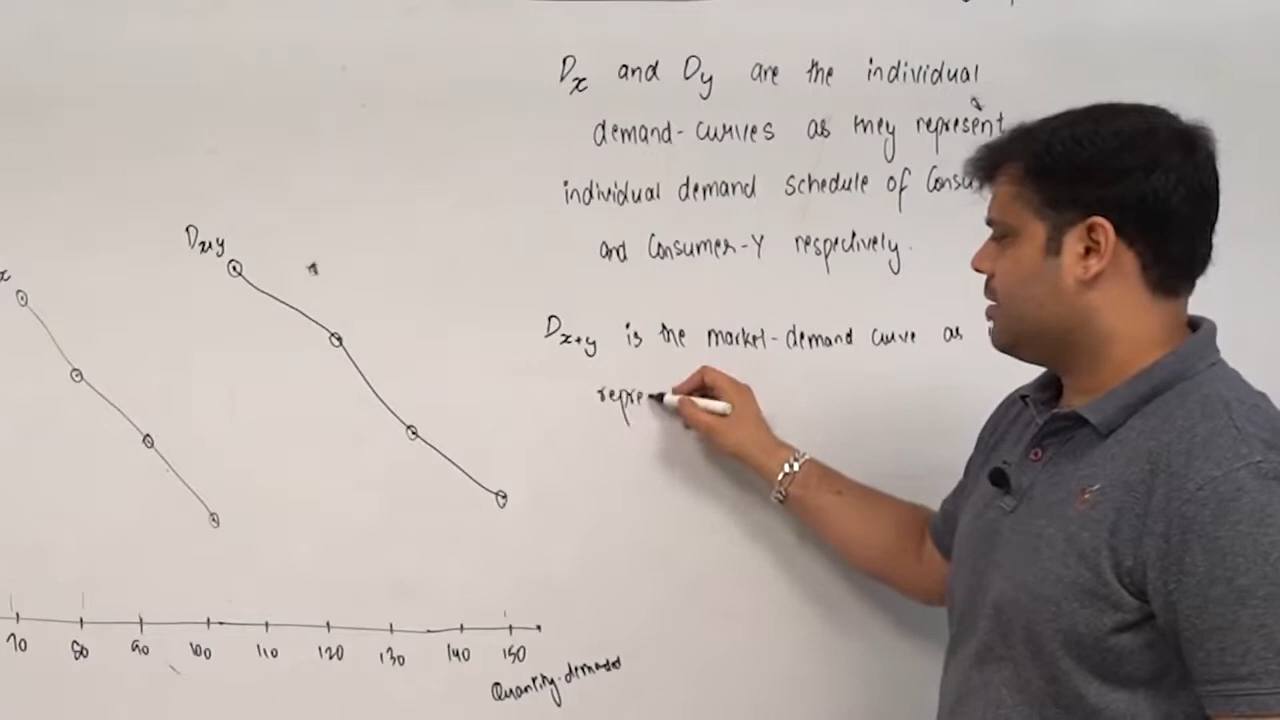 Dx and Dy are the individual
demand-curves as they represent
individual demand schedule of
and Consumer-Y respectively.
Dx+y is the market-demand curve as
repre
Dx+y
x
70 80 90 100 110 120 130 140 150
Quantity-demanded